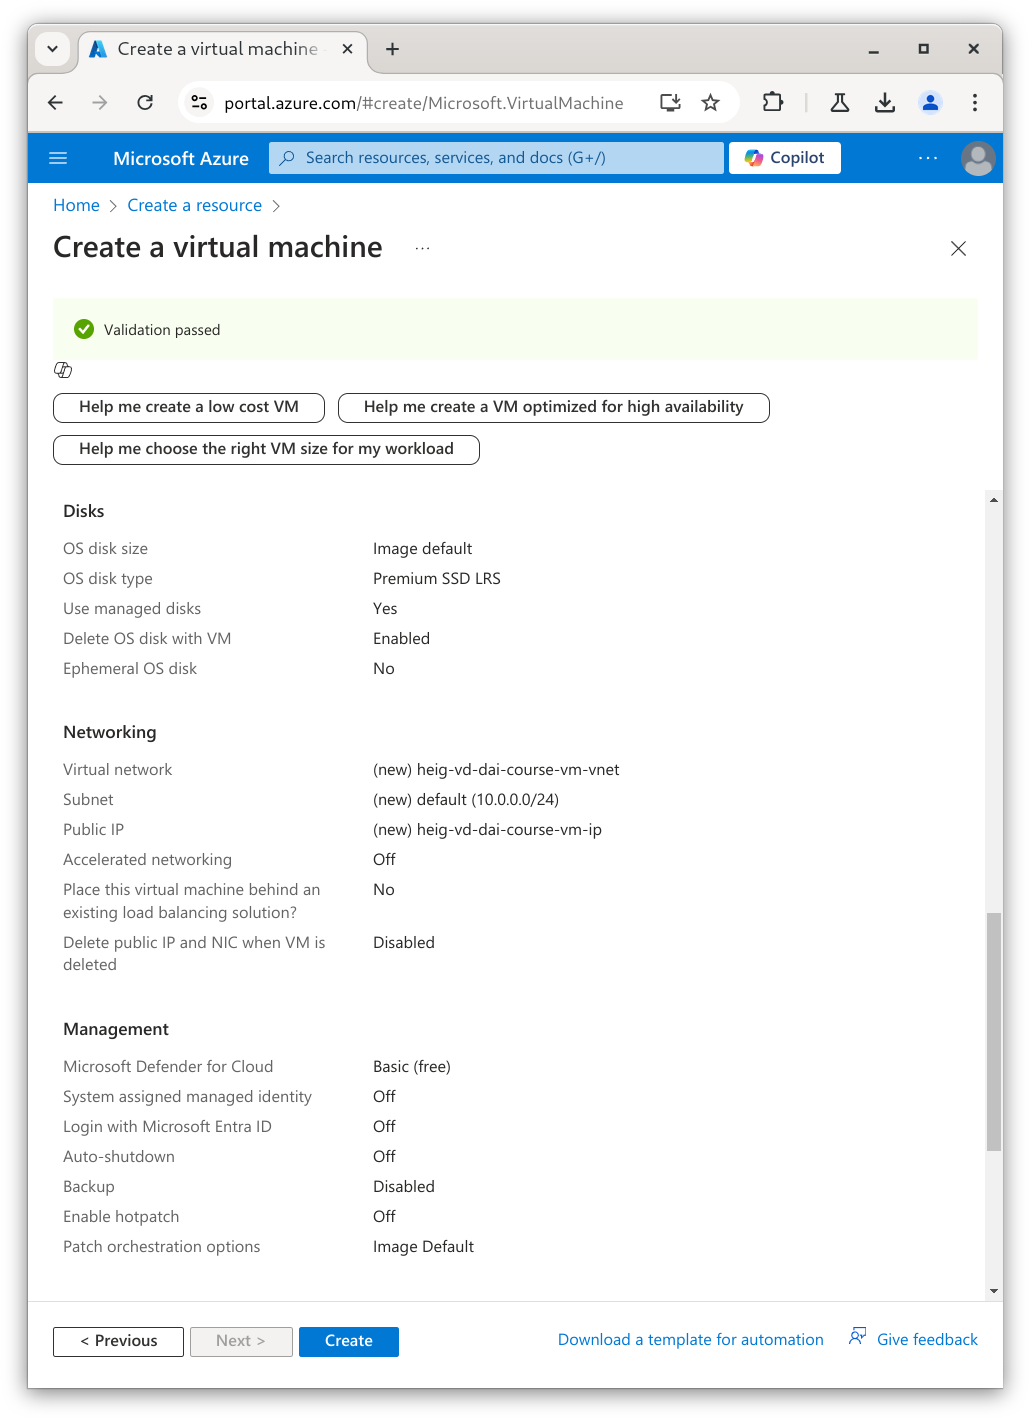 Create a virtual machine
portal.azure.com/#create/Microsoft.VirtualMachine
Microsoft Azure
Search resources, services, and docs (G+/)
Copilot
Home > Create a resource >
Create a virtual machine ...
Validation passed
Help me create a low cost VM
Help me create a VM optimized for high availability
Help me choose the right VM size for my workload
Disks
OS disk size Image default
OS disk type Premium SSD LRS
Use managed disks Yes
Delete OS disk with VM Enabled
Ephemeral OS disk No
Networking
Virtual network (new) heig-vd-dai-course-vm-vnet
Subnet (new) default (10.0.0.0/24)
Public IP (new) heig-vd-dai-course-vm-ip
Accelerated networking Off
Place this virtual machine behind an No
existing load balancing solution?
Delete public IP and NIC when VM is Disabled
deleted
Management
Microsoft Defender for Cloud Basic (free)
System assigned managed identity Off
Login with Microsoft Entra ID Off
Auto-shutdown Off
Backup Disabled
Enable hotpatch Off
Patch orchestration options Image Default
< Previous
Next >
Create
Download a template for automation
Give feedback